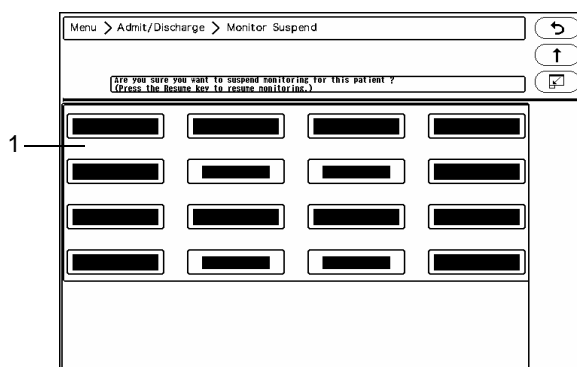 Menu > Admit/Discharge > Monitor Suspend
Are you sure you want to suspend monitoring for this patient ?
(Press the Resume key to resume monitoring.)
1